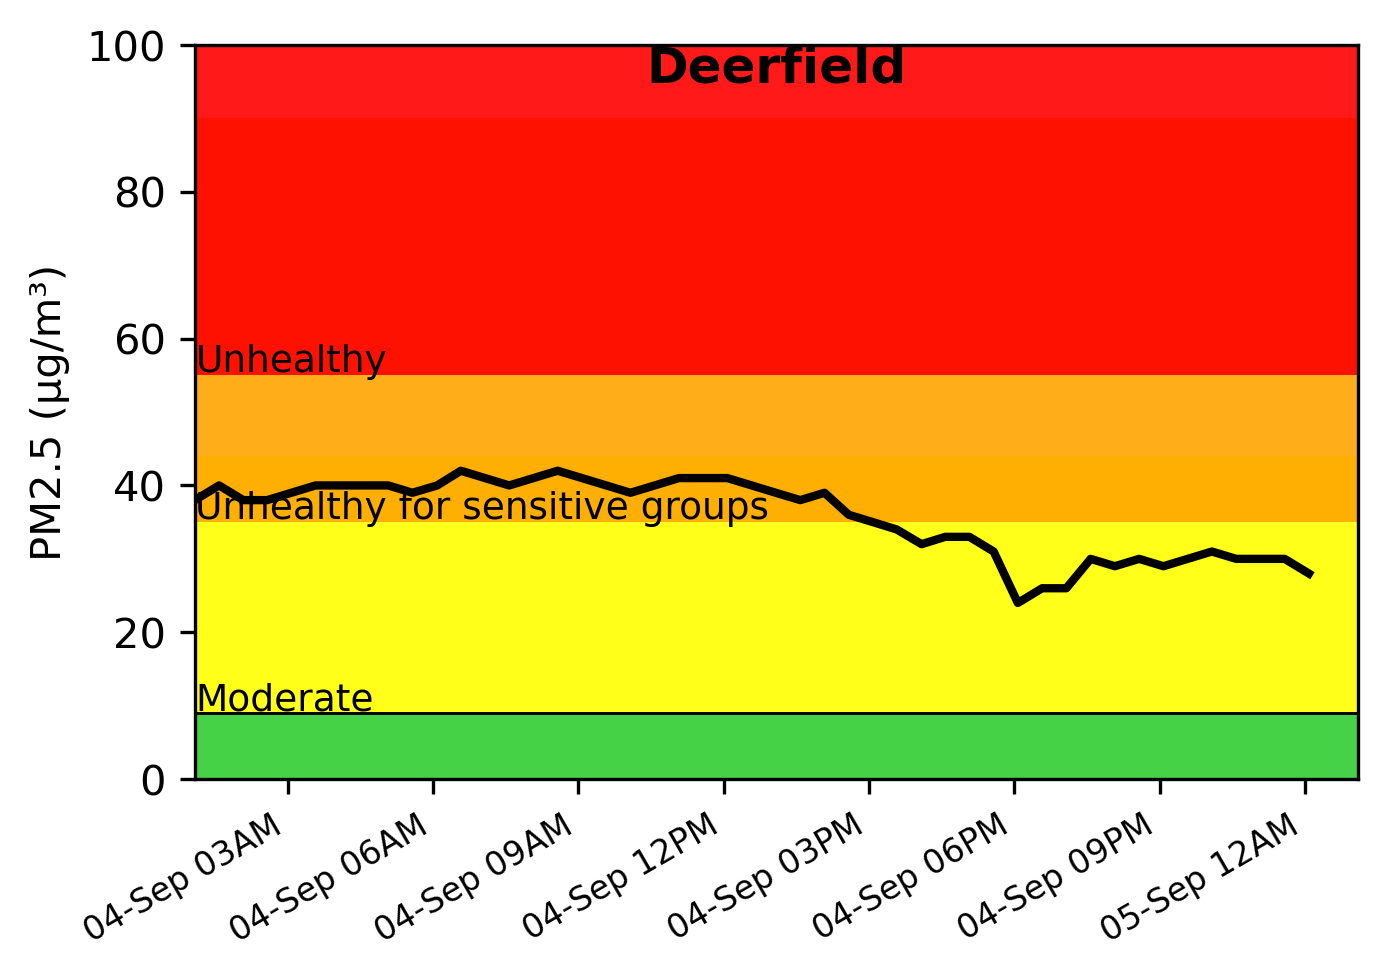 Deerfield
100
80
60
40
20
0
PM2.5 (µg/m³)
Unhealthy
Unhealthy for sensitive groups
Moderate
04-Sep 03AM
04-Sep 06AM
04-Sep 09AM
04-Sep 12PM
04-Sep 03PM
04-Sep 06PM
04-Sep 09PM
05-Sep 12AM